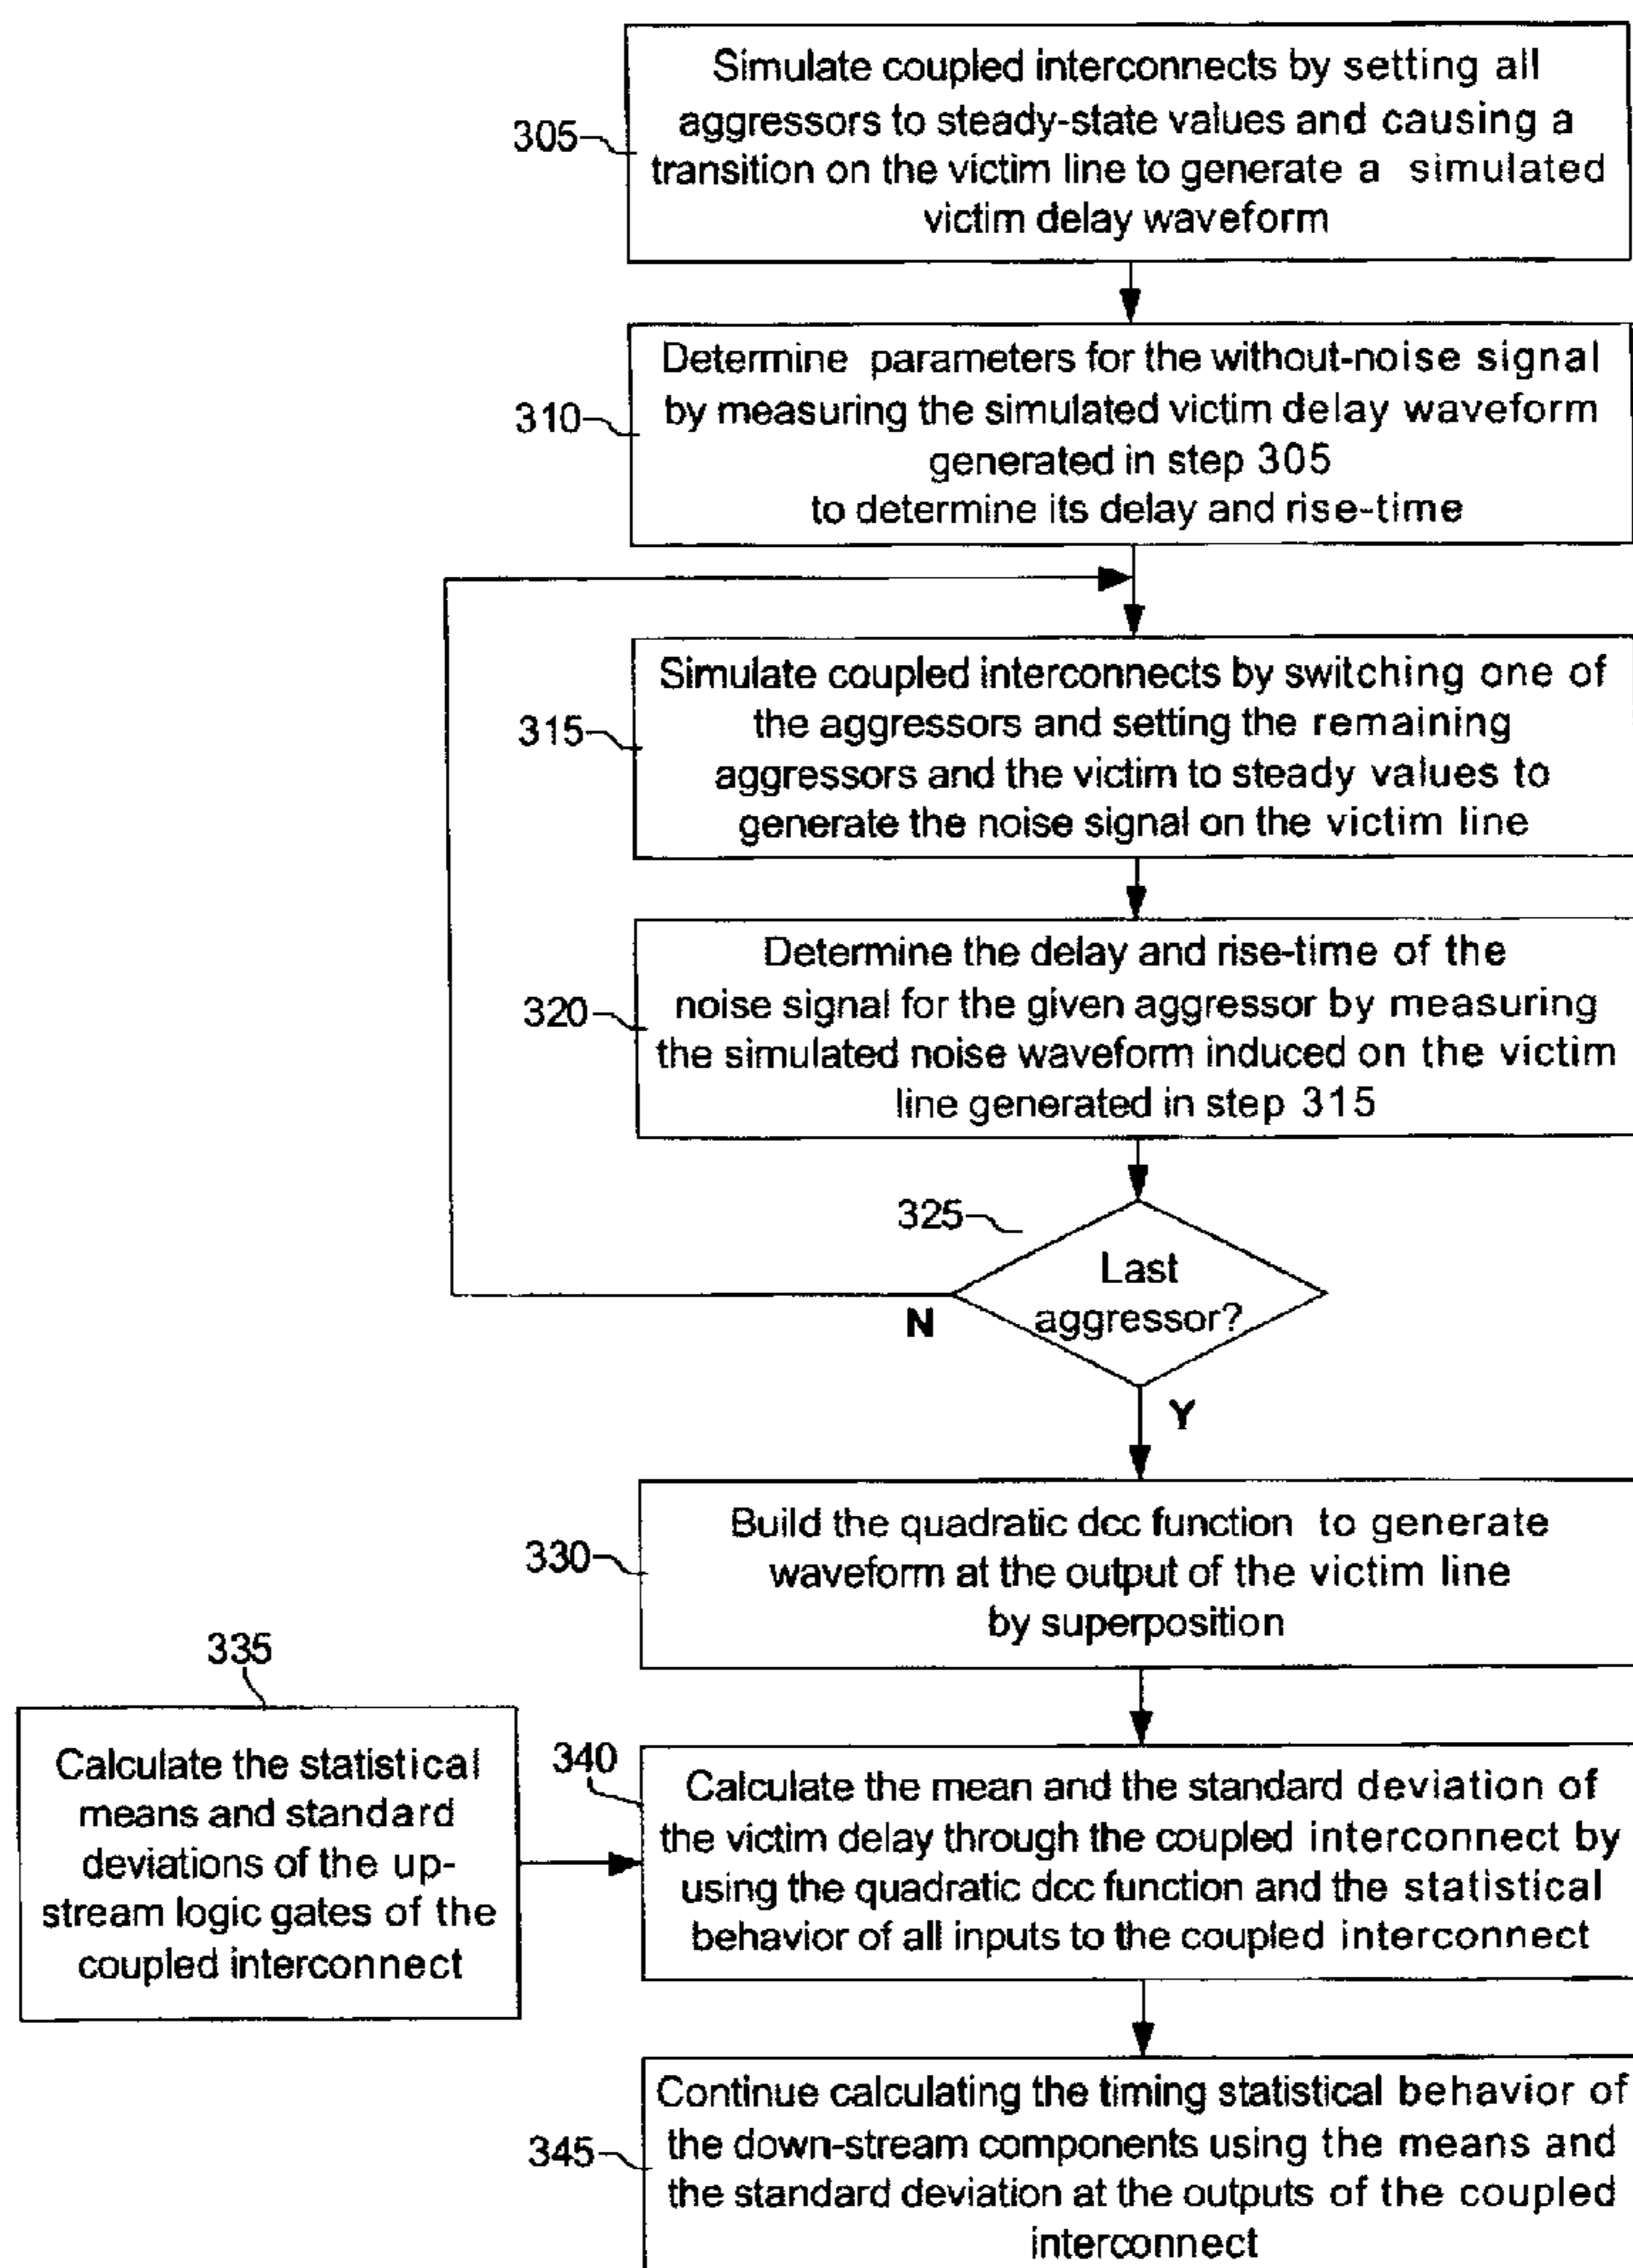 Simulate coupled interconnects by setting all
aggressors to steady-state values and causing a
transition on the victim line to generate a simulated
victim delay waveform
305
Determine parameters for the without-noise signal
by measuring the simulated victim delay waveform
generated in step 305
to determine its delay and rise-time
310
Simulate coupled interconnects by switching one of
the aggressors and setting the remaining
aggressors and the victim to steady values to
generate the noise signal on the victim line
315
Determine the delay and rise-time of the
noise signal for the given aggressor by measuring
the simulated noise waveform induced on the victim
line generated in step 315
320
325
Last
aggressor?
N
Y
Build the quadratic dcc function to generate
waveform at the output of the victim line
by superposition
330
335
Calculate the statistical
means and standard
deviations of the up-
stream logic gates of the
coupled interconnect
340
Calculate the mean and the standard deviation of
the victim delay through the coupled interconnect by
using the quadratic dcc function and the statistical
behavior of all inputs to the coupled interconnect
Continue calculating the timing statistical behavior of
the down-stream components using the means and
the standard deviation at the outputs of the coupled
interconnect
345